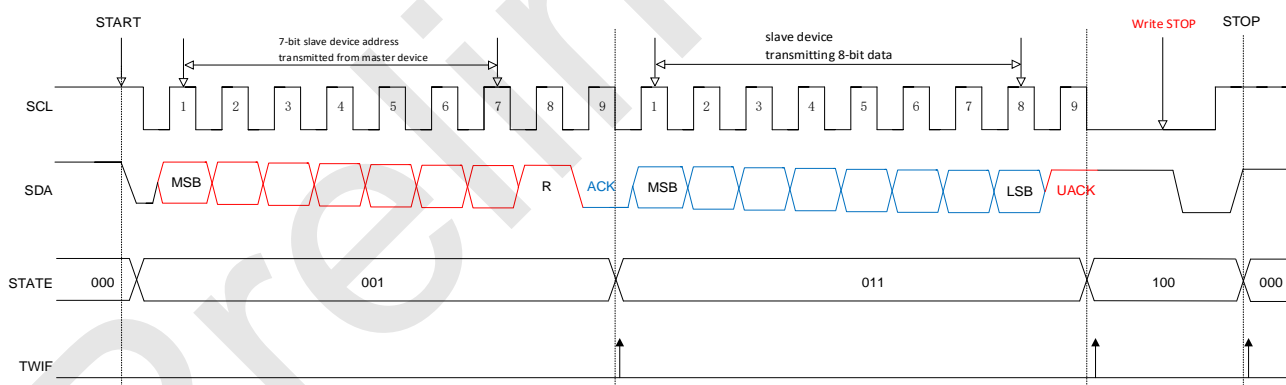 START
7-bit slave device address
transmitted from master device
slave device
transmitting 8-bit data
Write STOP
STOP
SCL
1 2 3 4 5 6 7 8 9 1 2 3 4 5 6 7 8 9
SDA
MSB R ACK MSB LSB UACK
STATE
000 001 011 100 000
TWIF
Prelim